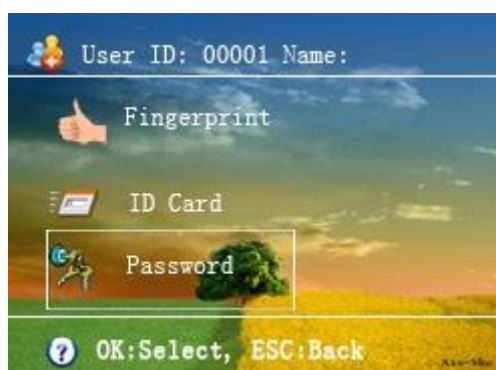 User ID: 00001 Name:
Fingerprint
ID Card
Password
OK:Select, ESC:Back